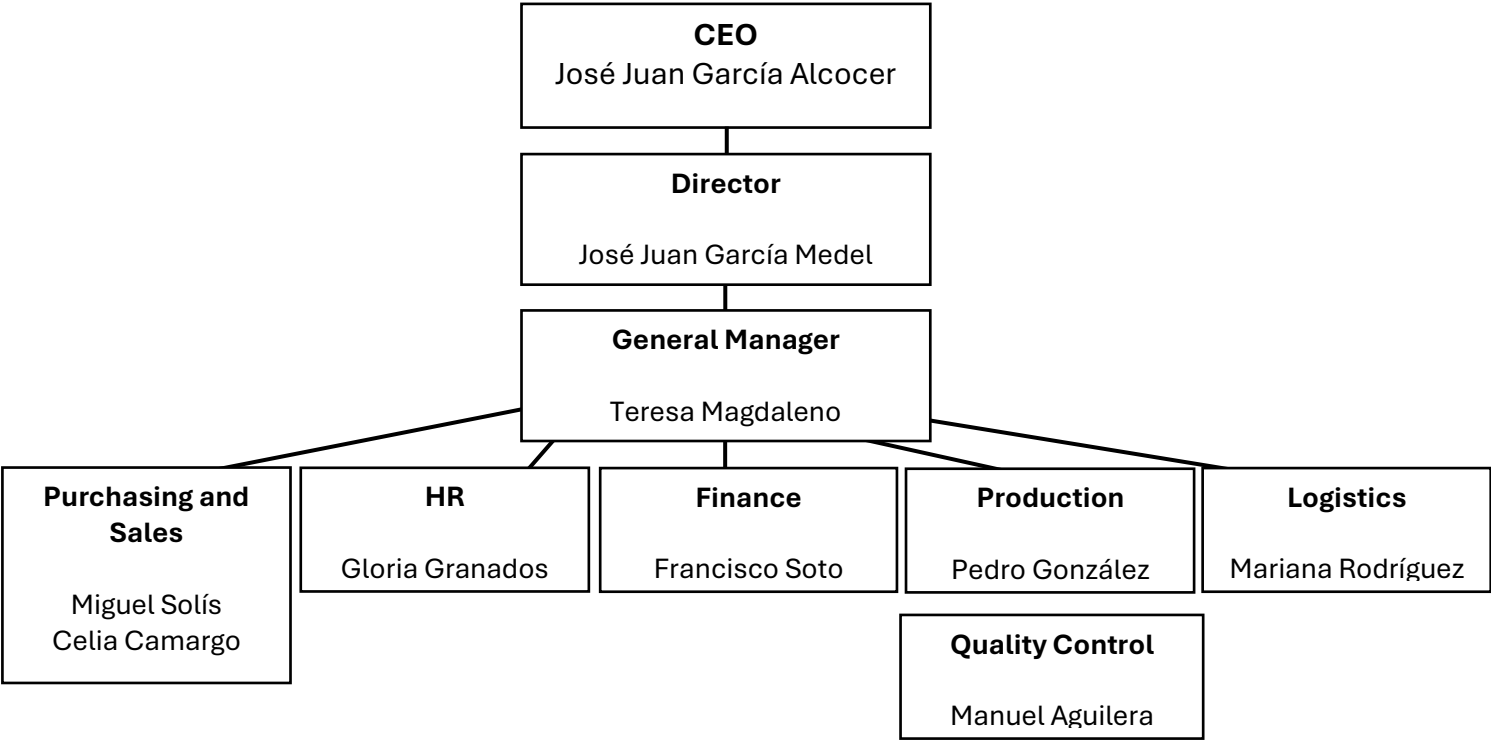 CEO
José Juan García Alcocer
Director
José Juan García Medel
General Manager
Teresa Magdaleno
Purchasing and
Sales
Miguel Solís
Celia Camargo
HR
Gloria Granados
Finance
Francisco Soto
Production
Pedro González
Logistics
Mariana Rodríguez
Quality Control
Manuel Aguilera